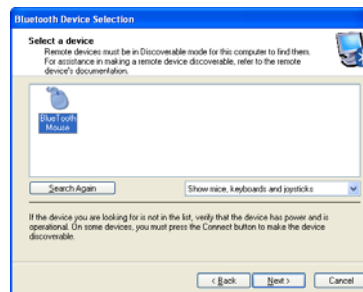 Bluetooth Device Selection
Select a device
Remote devices must be in Discoverable mode for this computer to find them.
For assistance in making a remote device discoverable, refer to the remote
device's documentation.
BlueTooth
Mouse
Search Again
Show mice, keyboards and joysticks
If the device you are looking for is not in the list, verify that the device has power and is
operational. On some devices, you must press the Connect button to make the device
discoverable.
< Back
Next >
Cancel